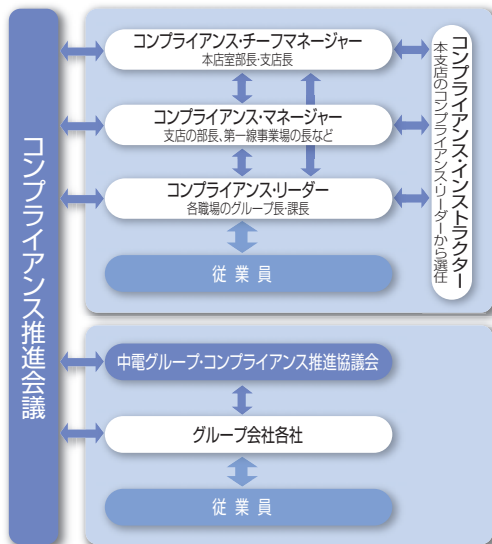 コンプライアンス推進会議
コンプライアンス・チーフマネージャー
本店室部長・支店長
コンプライアンス・マネージャー
支店の部長、第一線事業場の長など
コンプライアンス・リーダー
各職場のグループ長・課長
従業員
コンプライアンス・インストラクター
本支店のコンプライアンス・リーダーから選任
中電グループ・コンプライアンス推進協議会
グループ会社各社
従業員